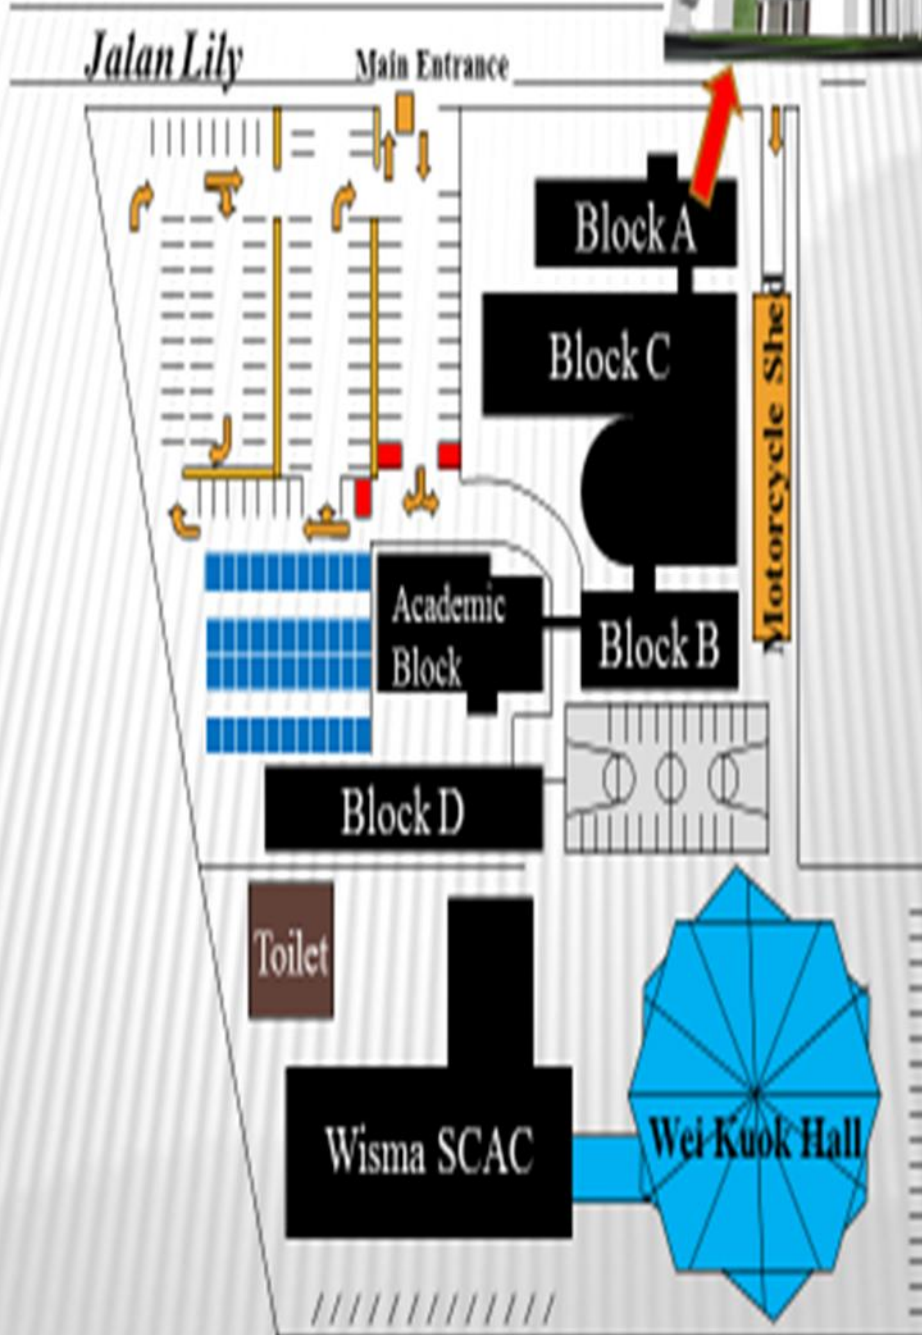 Jalan Lily
Main Entrance
Block A
Block C
Motorcycle Shed
Academic
Block
Block B
Block D
Toilet
Wisma SCAC
Wei Kuok Hall